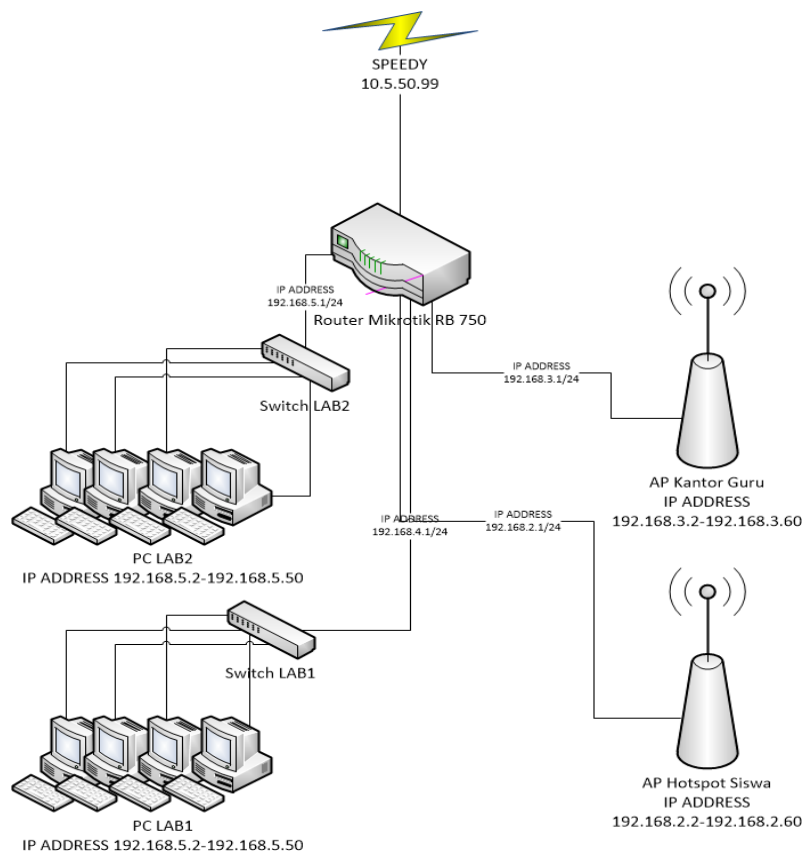 SPEEDY
10.5.50.99
IP ADDRESS
192.168.5.1/24
Router Mikrotik RB 750
Switch LAB2
IP ADDRESS
192.168.3.1/24
AP Kantor Guru
IP ADDRESS
192.168.3.2-192.168.3.60
PC LAB2
IP ADDRESS 192.168.5.2-192.168.5.50
IP ADDRESS
192.168.4.1/24
IP ADDRESS
192.168.2.1/24
Switch LAB1
AP Hotspot Siswa
IP ADDRESS
192.168.2.2-192.168.2.60
PC LAB1
IP ADDRESS 192.168.5.2-192.168.5.50